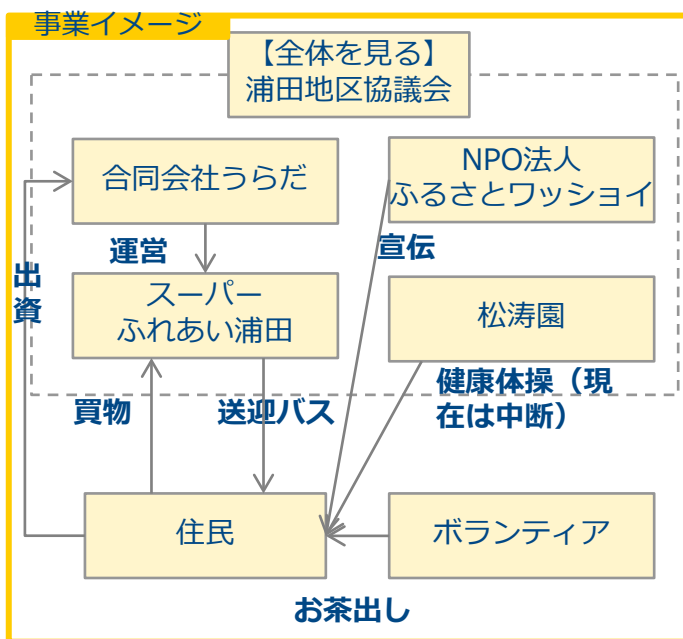 事業イメージ
【全体を見る】
浦田地区協議会
合同会社うらだ
NPO法人
ふるさとワッショイ
運営
宣伝
出
資
スーパー
ふれあい浦田
松涛園
買物
送迎バス
健康体操（現
在は中断）
住民
ボランティア
お茶出し